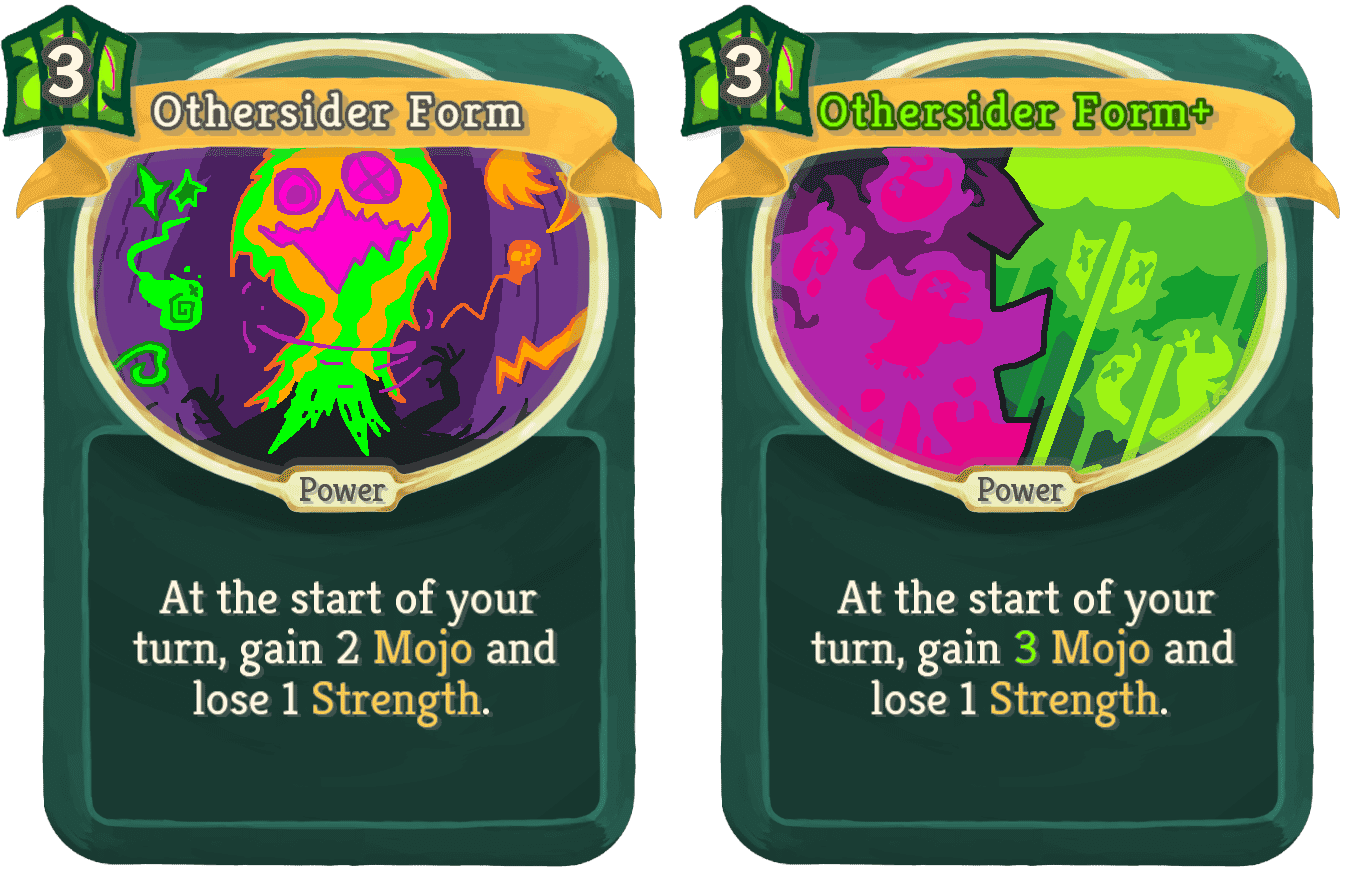 3
Othersider Form
Power
At the start of your
turn, gain 2 Mojo and
lose 1 Strength.
3
Othersider Form+
Power
At the start of your
turn, gain 3 Mojo and
lose 1 Strength.